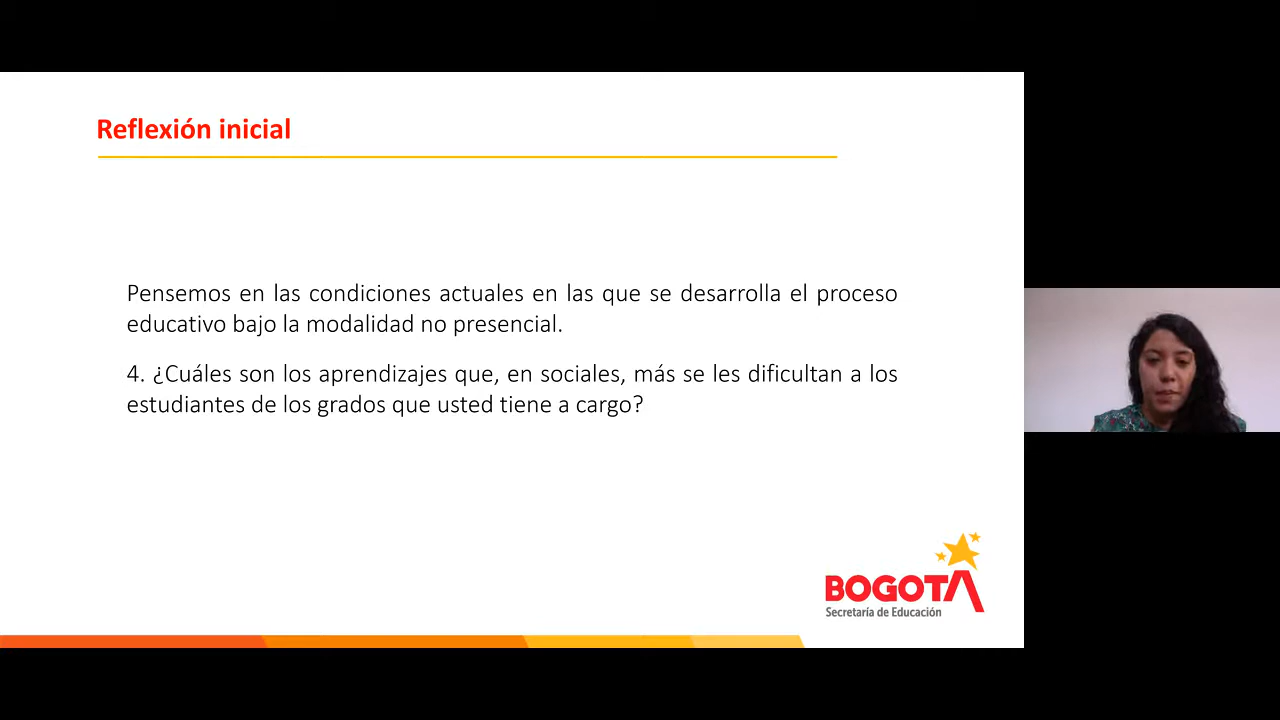 Reflexión inicial
Pensemos en las condiciones actuales en las que se desarrolla el proceso
educativo bajo la modalidad no presencial.
4. ¿Cuáles son los aprendizajes que, en sociales, más se les dificultan a los
estudiantes de los grados que usted tiene a cargo?
BOGOTA
Secretaría de Educación